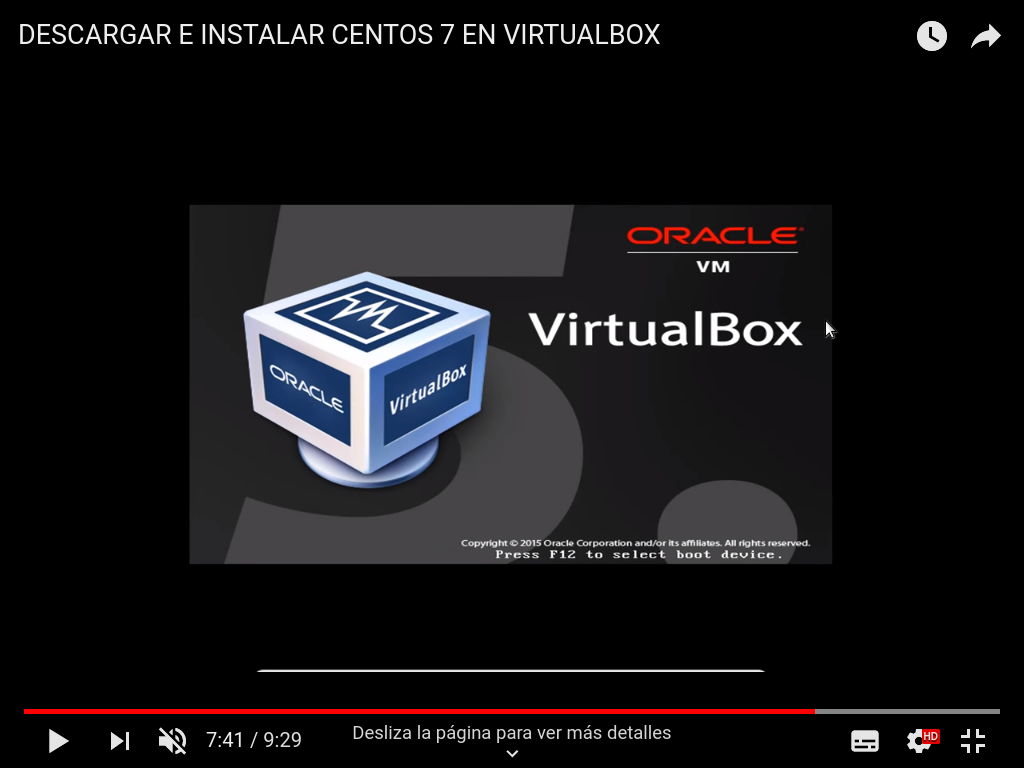 DESCARGAR E INSTALAR CENTOS 7 EN VIRTUALBOX
ORACLE®
VM
VirtualBox
ORACLE
VirtualBox
Copyright © 2015 Oracle Corporation and/or its affiliates. All rights reserved.
Press F12 to select boot device.
7:41 / 9:29
Desliza la página para ver más detalles
HD